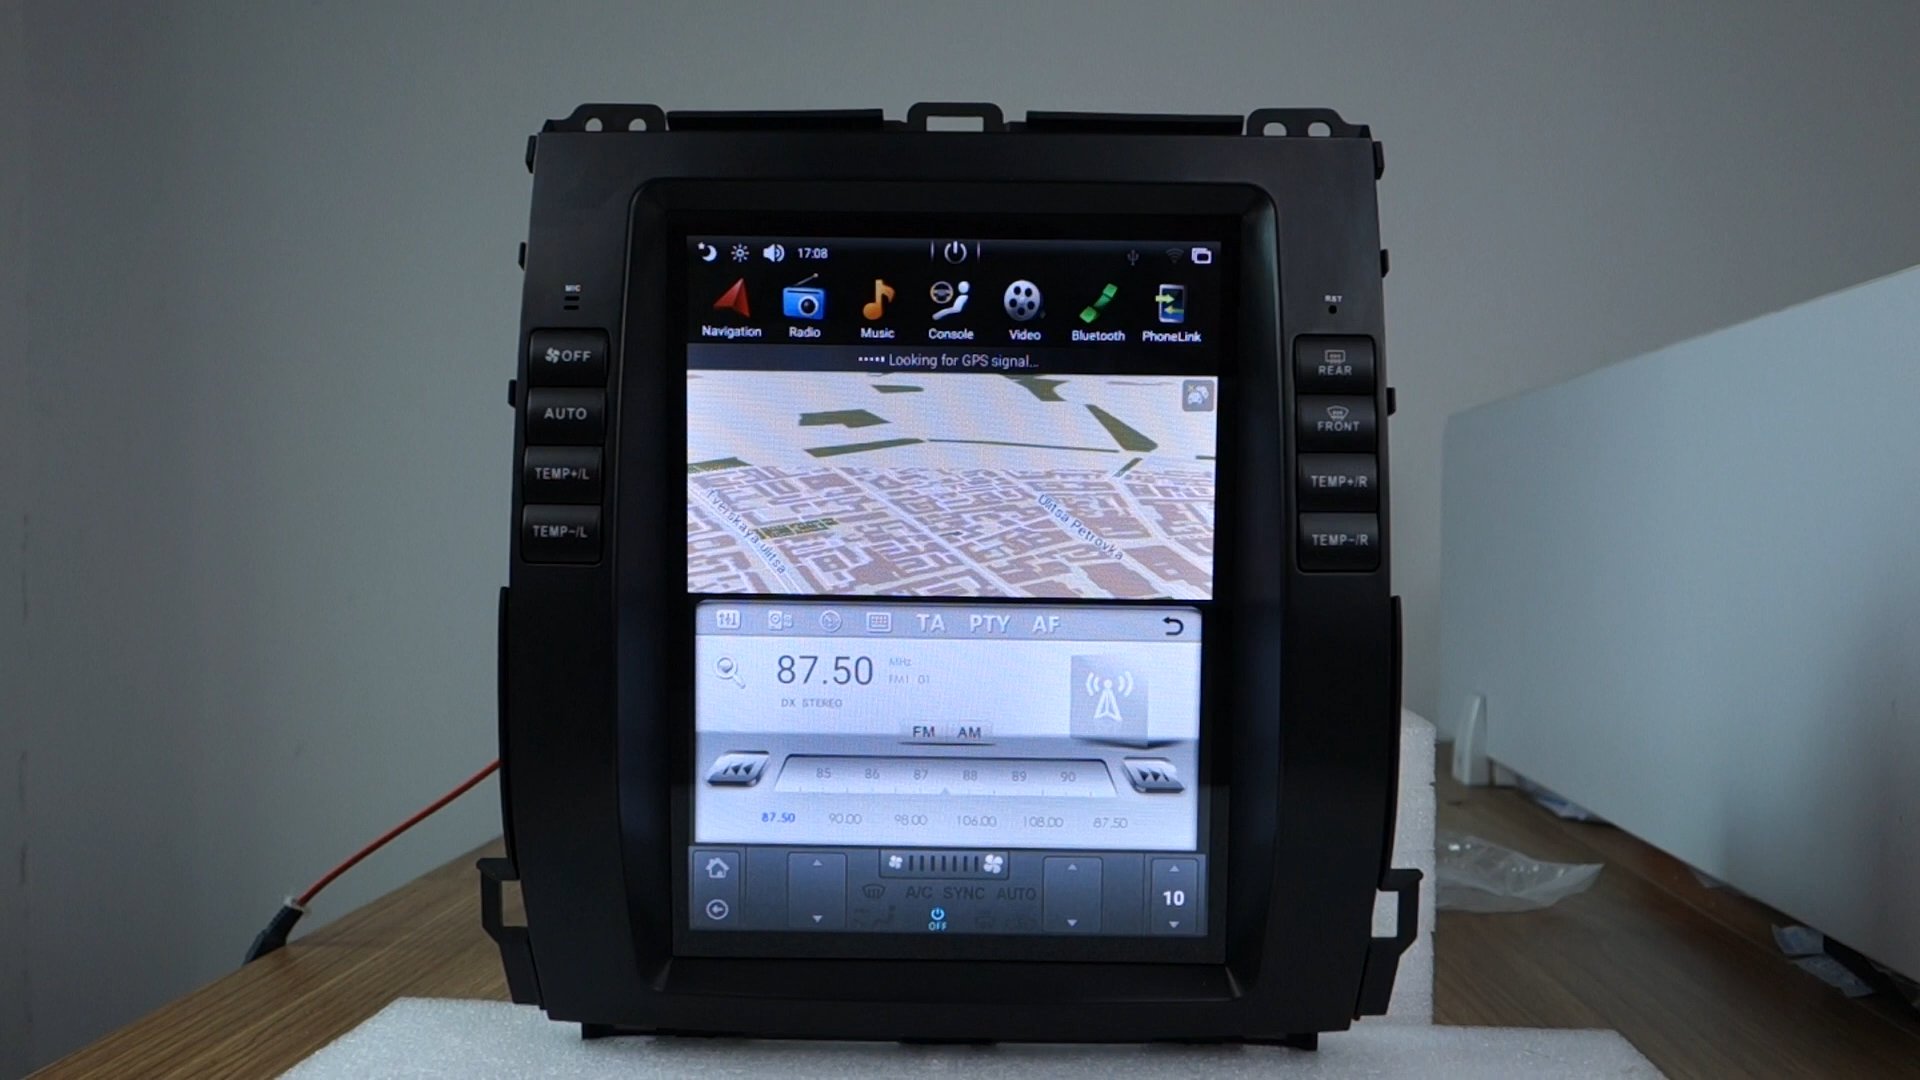 17:08
Navigation Radio Music Console Video Bluetooth PhoneLink
Looking for GPS signal...
Tverskaya ulitsa
Ulitsa Petrovka
TA PTY AF
87.50 MHz
FM1 01
DX STEREO
FM AM
85 86 87 88 89 90
87.50 90.00 98.00 106.00 108.00 87.50
A/C SYNC AUTO
OFF
10
MIC
OFF
AUTO
TEMP+/L
TEMP-/L
RST
REAR
FRONT
TEMP+/R
TEMP-/R